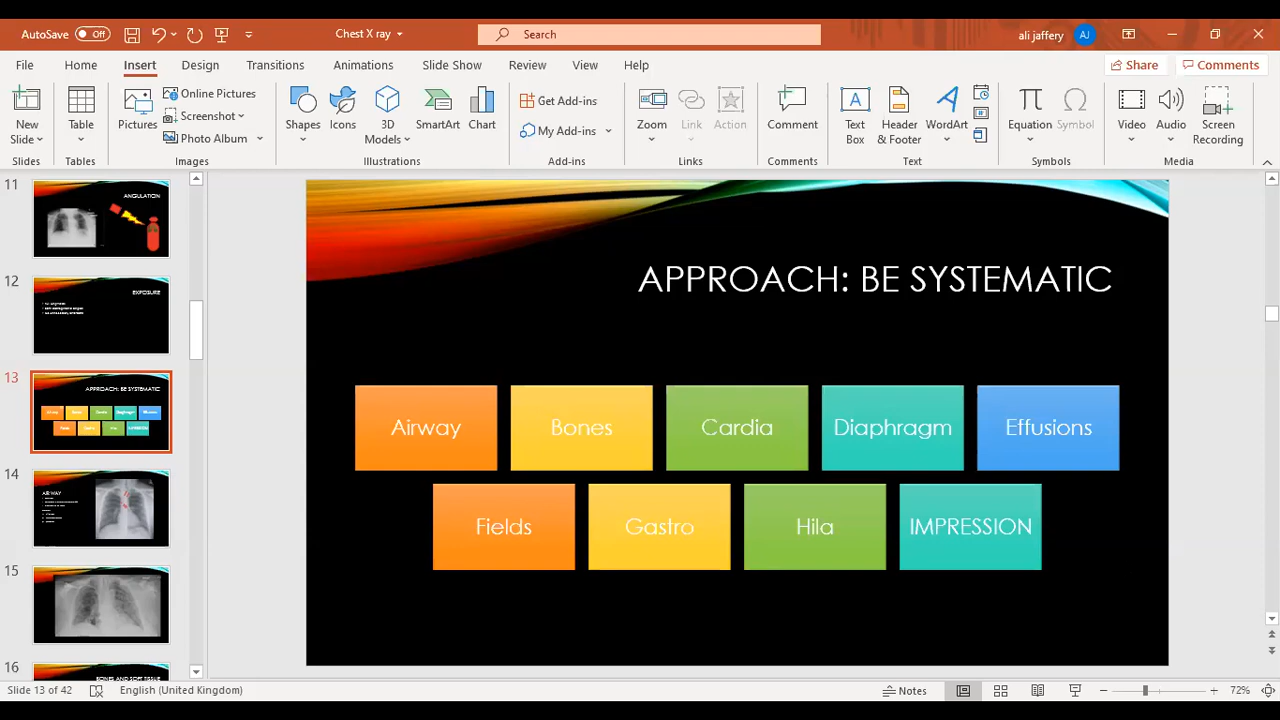 AutoSave Off Chest X ray Search ali jaffery AJ
File Home Insert Design Transitions Animations Slide Show Review View Help Share Comments
New Slide
Table
Pictures
Online Pictures
Screenshot
Photo Album
Shapes
Icons
3D Models
SmartArt
Chart
Get Add-ins
My Add-ins
Zoom
Link
Action
Comment
Text Box
Header & Footer
WordArt
Equation
Symbol
Video
Audio
Screen Recording
Slides Tables Images Illustrations Add-ins Links Comments Text Symbols Media
11
ANGULATION
12
EXPOSURE
13
APPROACH: BE SYSTEMATIC
14
AIRWAY
15
16
BONES AND SOFT TISSUE
APPROACH: BE SYSTEMATIC
Airway Bones Cardia Diaphragm Effusions
Fields Gastro Hila IMPRESSION
Slide 13 of 42 English (United Kingdom) Notes 72%